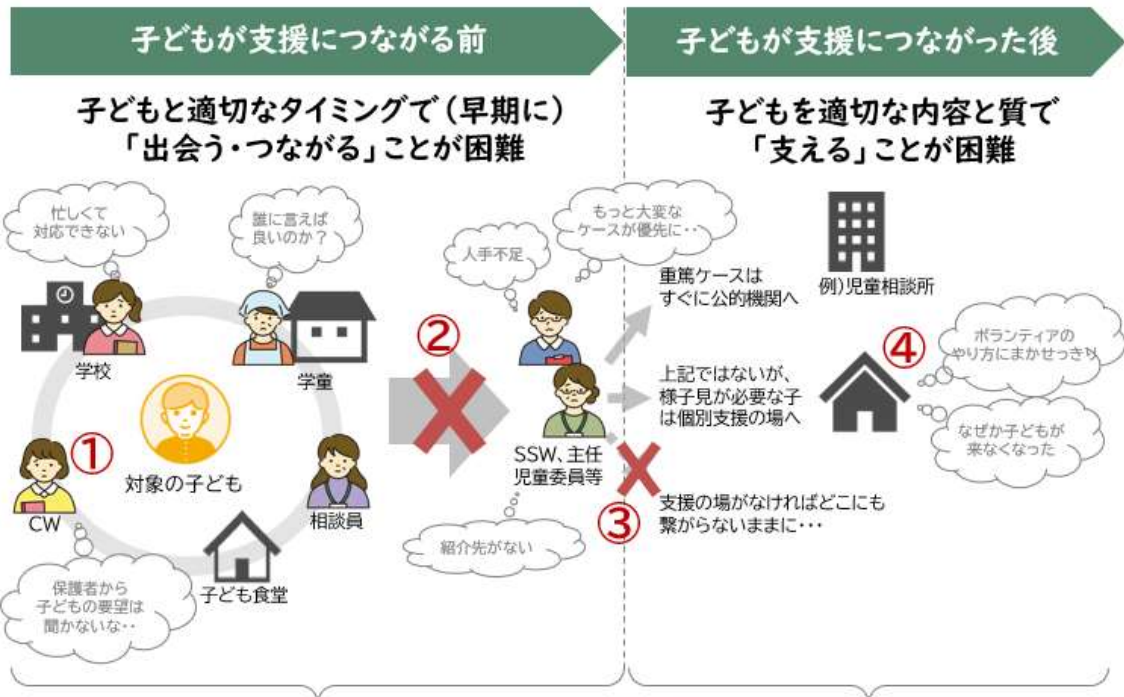 子どもが支援につながる前
子どもが支援につながった後
子どもと適切なタイミングで(早期に)
「出会う・つながる」ことが困難
子どもを適切な内容と質で
「支える」ことが困難
忙しくて
対応できない
誰に言えば
良いのか?
人手不足
もっと大変な
ケースが優先に‥
学校
学童
①
対象の子ども
CW
相談員
子ども食堂
保護者から
子どもの要望は
聞かないな‥
②
SSW、主任
児童委員等
紹介先がない
③
重篤ケースは
すぐに公的機関へ
例)児童相談所
上記ではないが、
様子見が必要な子
は個別支援の場へ
④
ボランティアの
やり方にまかせっきり
なぜか子どもが
来なくなった
支援の場がなければどこにも
繋がらないままに・・・